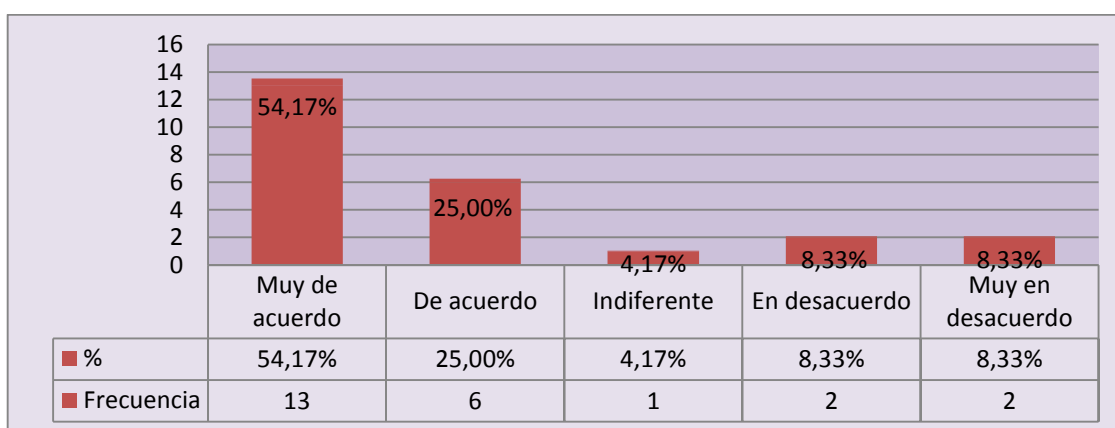 16
14
12
10
8
6
4
2
0
54,17%
25,00%
4,17%
8,33%
8,33%
Muy de acuerdo
De acuerdo
Indiferente
En desacuerdo
Muy en desacuerdo
% 54,17% 25,00% 4,17% 8,33% 8,33%
Frecuencia 13 6 1 2 2